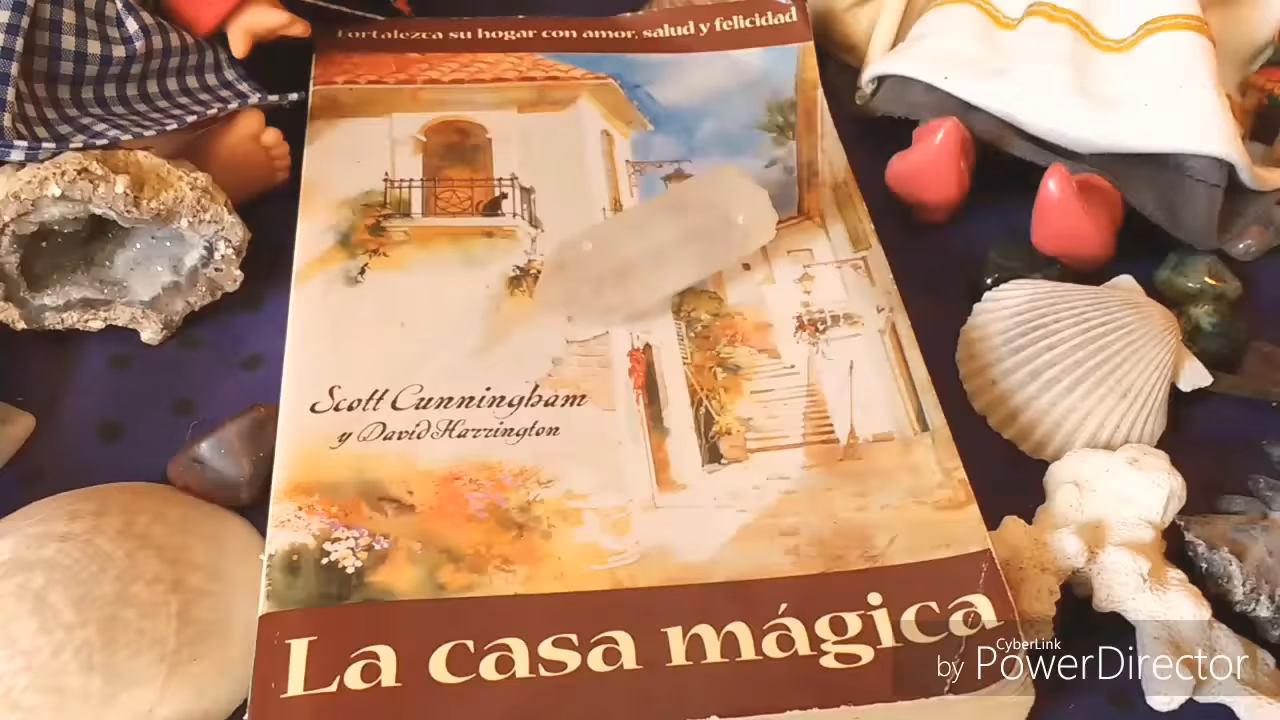 Fortalezca su hogar con amor, salud y felicidad
Scott Cunningham
y David Harrington
La casa mágica
CyberLink
by PowerDirector